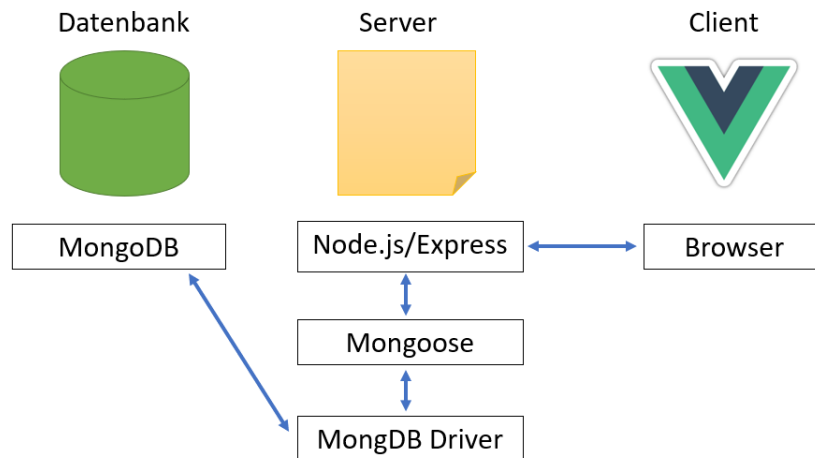 Datenbank
Server
Client
MongoDB
Node.js/Express
Browser
Mongoose
MongDB Driver